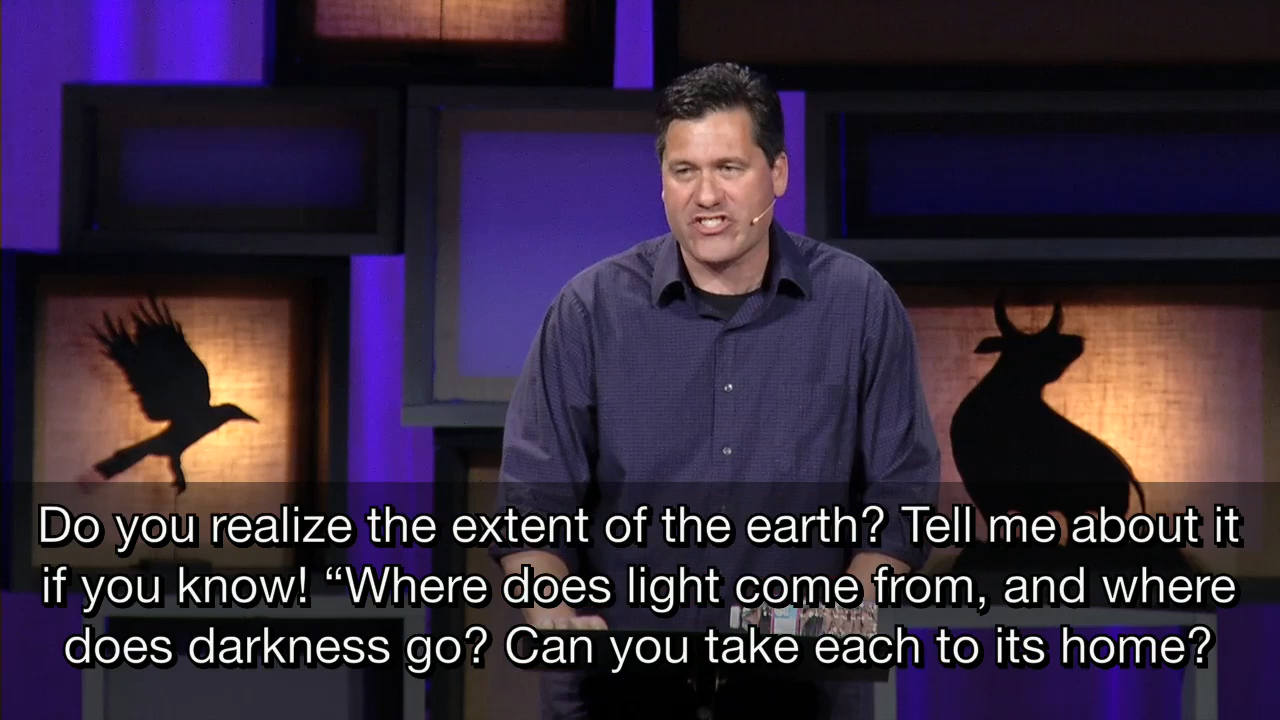 Do you realize the extent of the earth? Tell me about it
if you know! “Where does light come from, and where
does darkness go? Can you take each to its home?